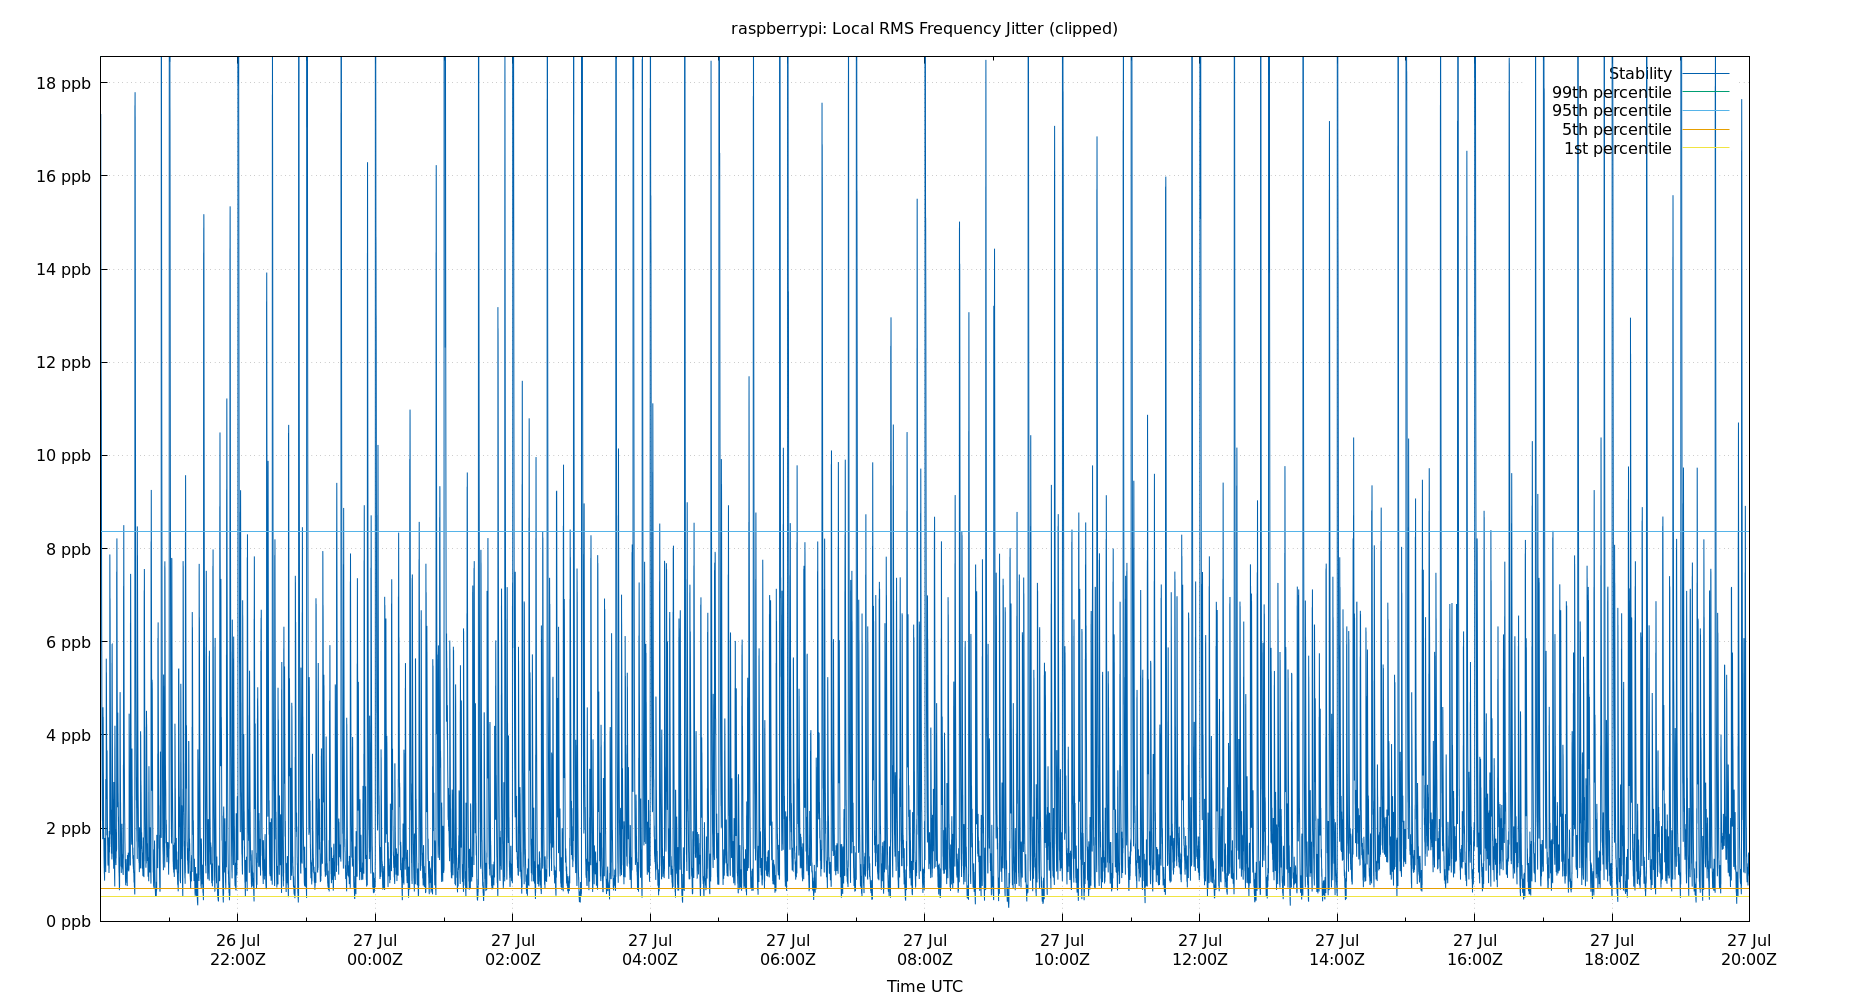 raspberrypi: Local RMS Frequency Jitter (clipped)
18 ppb
16 ppb
14 ppb
12 ppb
10 ppb
8 ppb
6 ppb
4 ppb
2 ppb
0 ppb
Stability
99th percentile
95th percentile
5th percentile
1st percentile
26 Jul
22:00Z
27 Jul
00:00Z
27 Jul
02:00Z
27 Jul
04:00Z
27 Jul
06:00Z
27 Jul
08:00Z
27 Jul
10:00Z
27 Jul
12:00Z
27 Jul
14:00Z
27 Jul
16:00Z
27 Jul
18:00Z
27 Jul
20:00Z
Time UTC